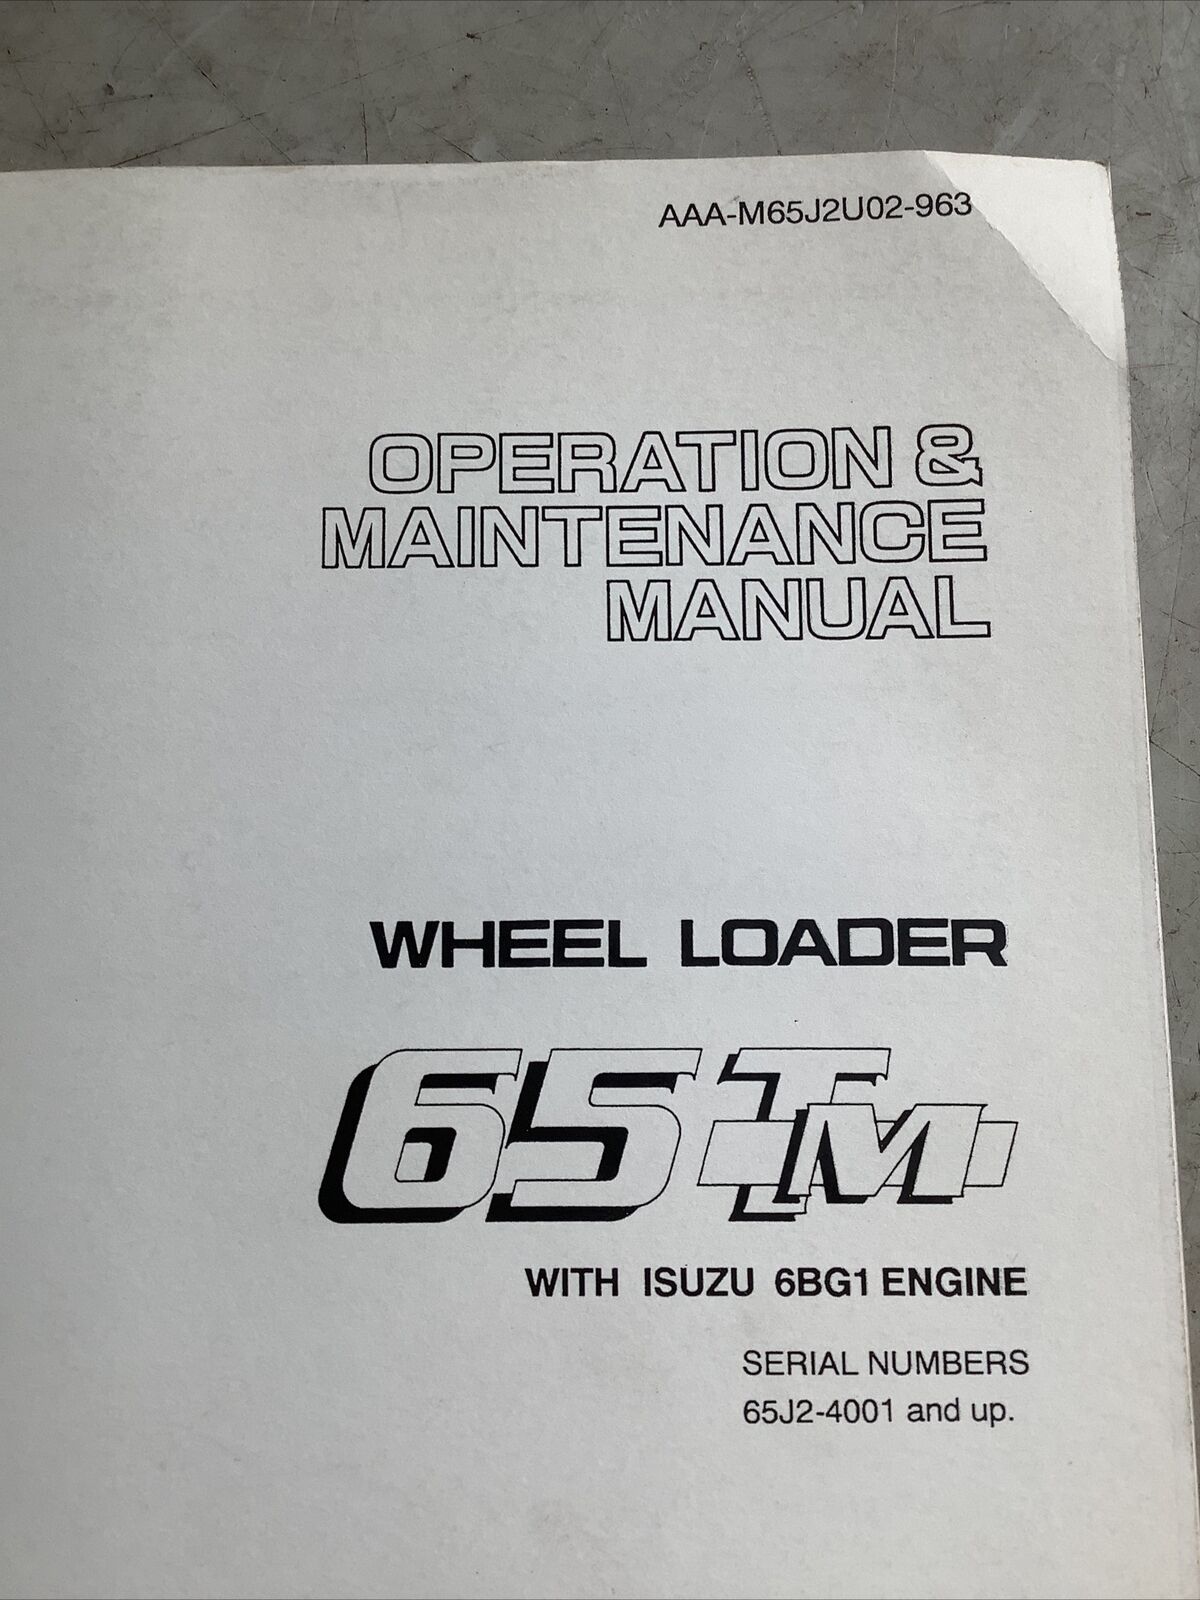 AAA-M65J2U02-963
OPERATION &
MAINTENANCE
MANUAL
WHEEL LOADER
65TM
WITH ISUZU 6BG1 ENGINE
SERIAL NUMBERS
65J2-4001 and up.